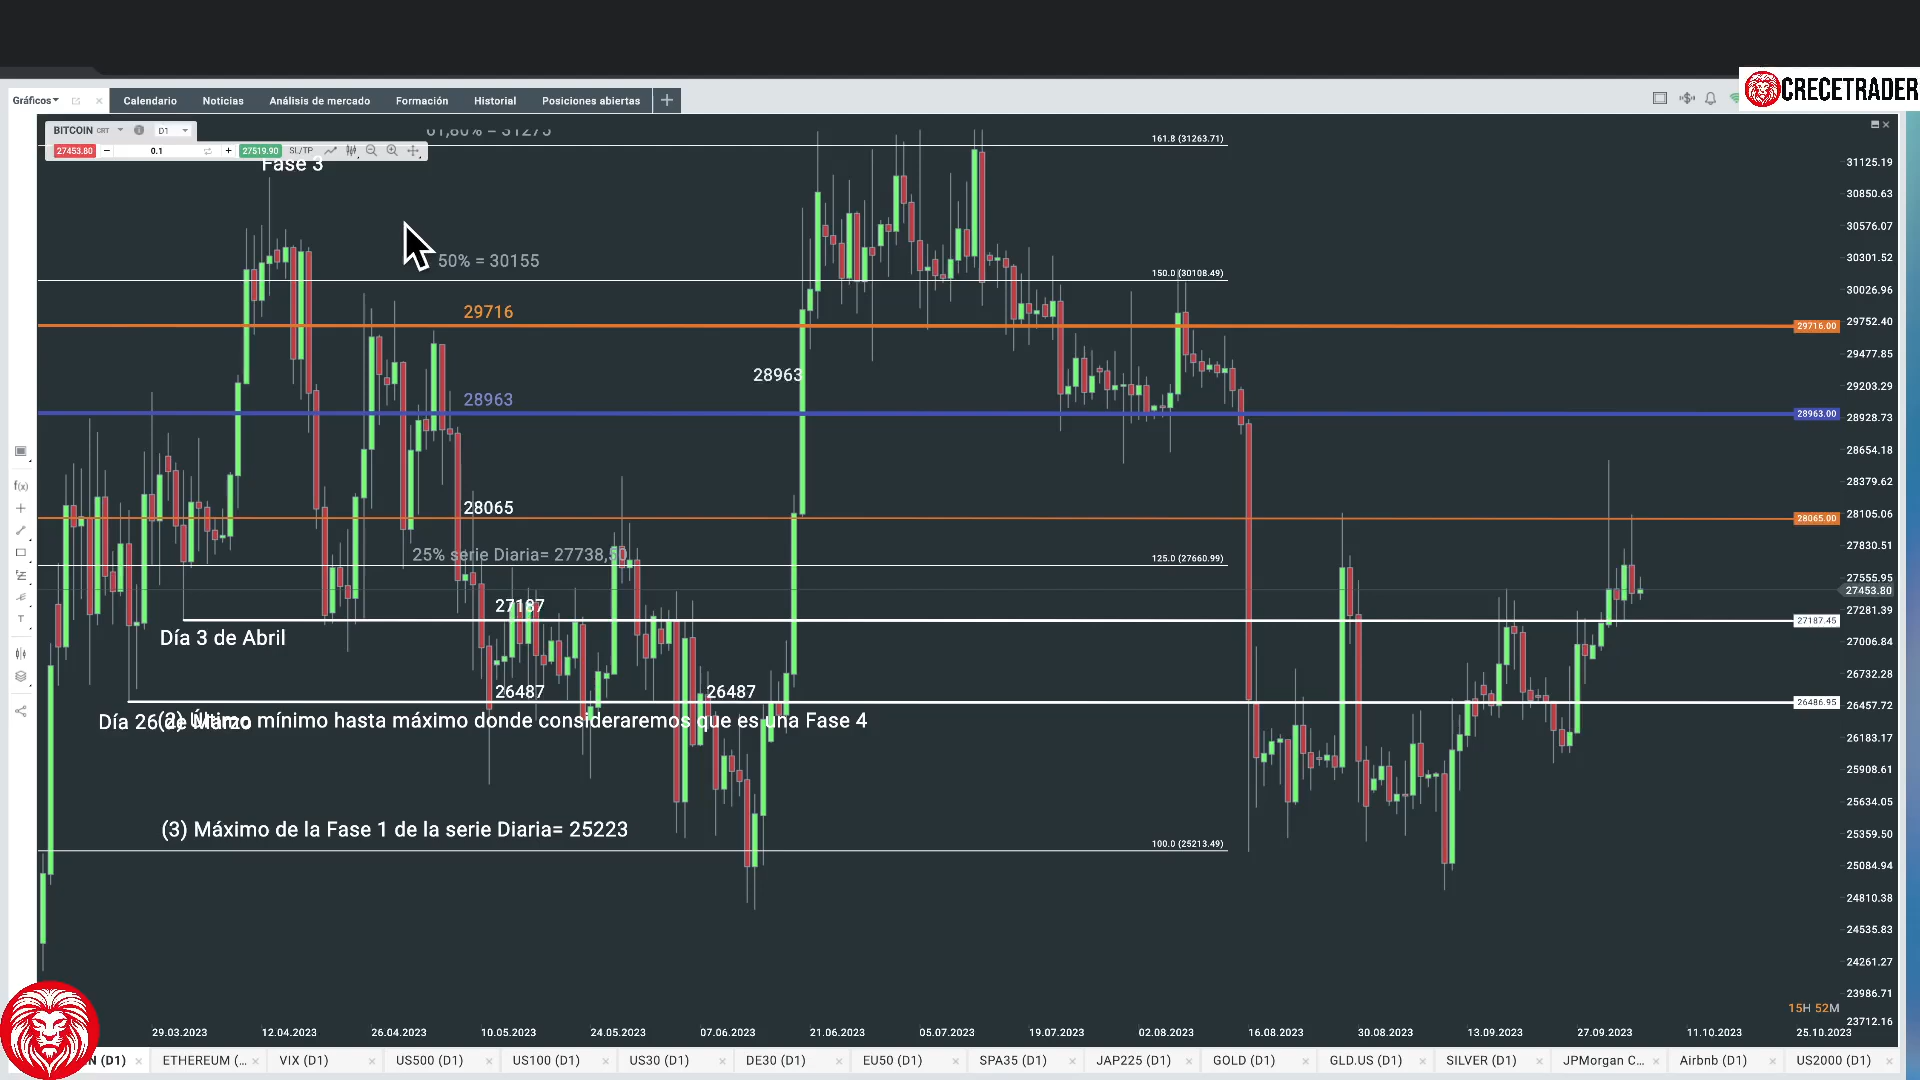 CRECETRADER
Gráficos
Calendario
Noticias
Análisis de mercado
Formación
Historial
Posiciones abiertas
BITCOIN CRT
D1
27453.80
0.1
27519.90
SL/TP
61,80% = 31275
Fase 3
161.8 (31263.71)
50% = 30155
150.0 (30108.49)
29716
29716.00
28963
28963
28963.00
28065
28065.00
25% serie Diaria= 27738,50
125.0 (27660.99)
27187
27187.45
Día 3 de Abril
26487
26487
26486.95
Día 26 de Marzo
(2) Último mínimo hasta máximo donde consideraremos que es una Fase 4
(3) Máximo de la Fase 1 de la serie Diaria= 25223
100.0 (25213.49)
31125.19
30850.63
30576.07
30301.52
30026.96
29752.40
29477.85
29203.29
28928.73
28654.18
28379.62
28105.06
27830.51
27555.95
27453.80
27281.39
27006.84
26732.28
26457.72
26183.17
25908.61
25634.05
25359.50
25084.94
24810.38
24535.83
24261.27
23986.71
23712.16
15H 52M
f(x)
T
29.03.2023
12.04.2023
26.04.2023
10.05.2023
24.05.2023
07.06.2023
21.06.2023
05.07.2023
19.07.2023
02.08.2023
16.08.2023
30.08.2023
13.09.2023
27.09.2023
11.10.2023
25.10.2023
N (D1)
ETHEREUM (...
VIX (D1)
US500 (D1)
US100 (D1)
US30 (D1)
DE30 (D1)
EU50 (D1)
SPA35 (D1)
JAP225 (D1)
GOLD (D1)
GLD.US (D1)
SILVER (D1)
JPMorgan C...
Airbnb (D1)
US2000 (D1)